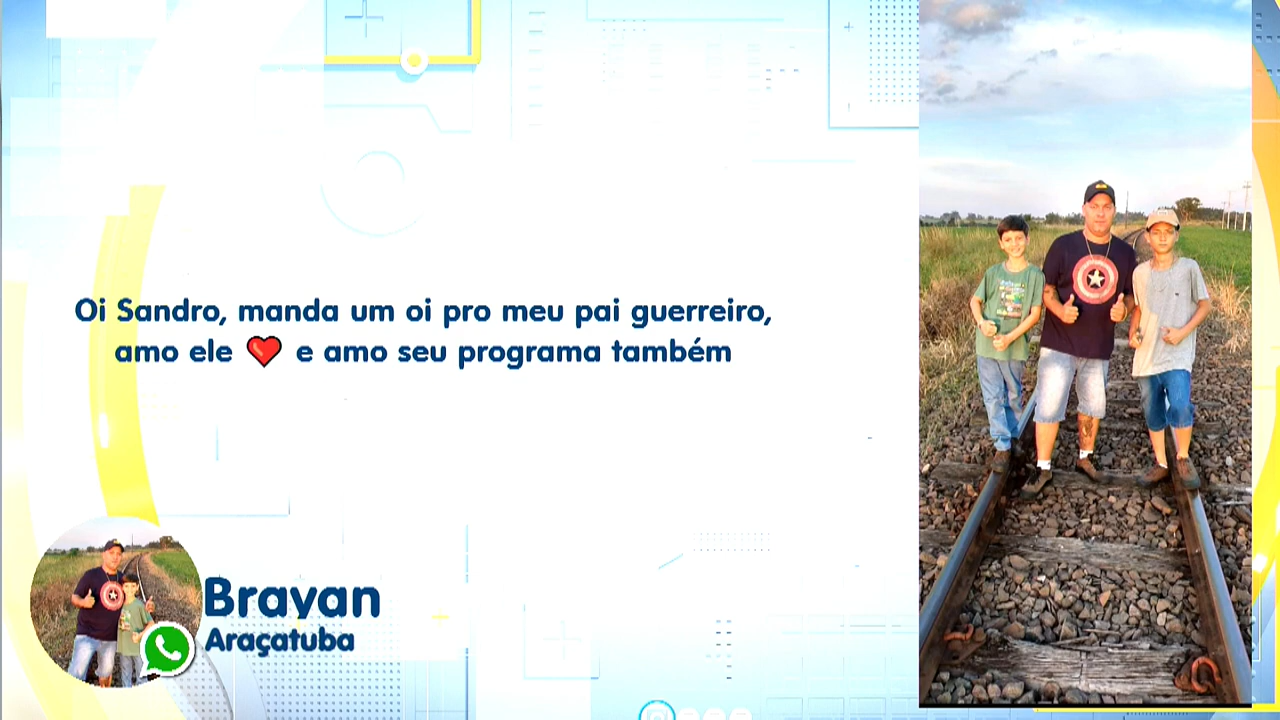 Oi Sandro, manda um oi pro meu pai guerreiro,
amo ele ❤️ e amo seu programa também
Brayan
Araçatuba